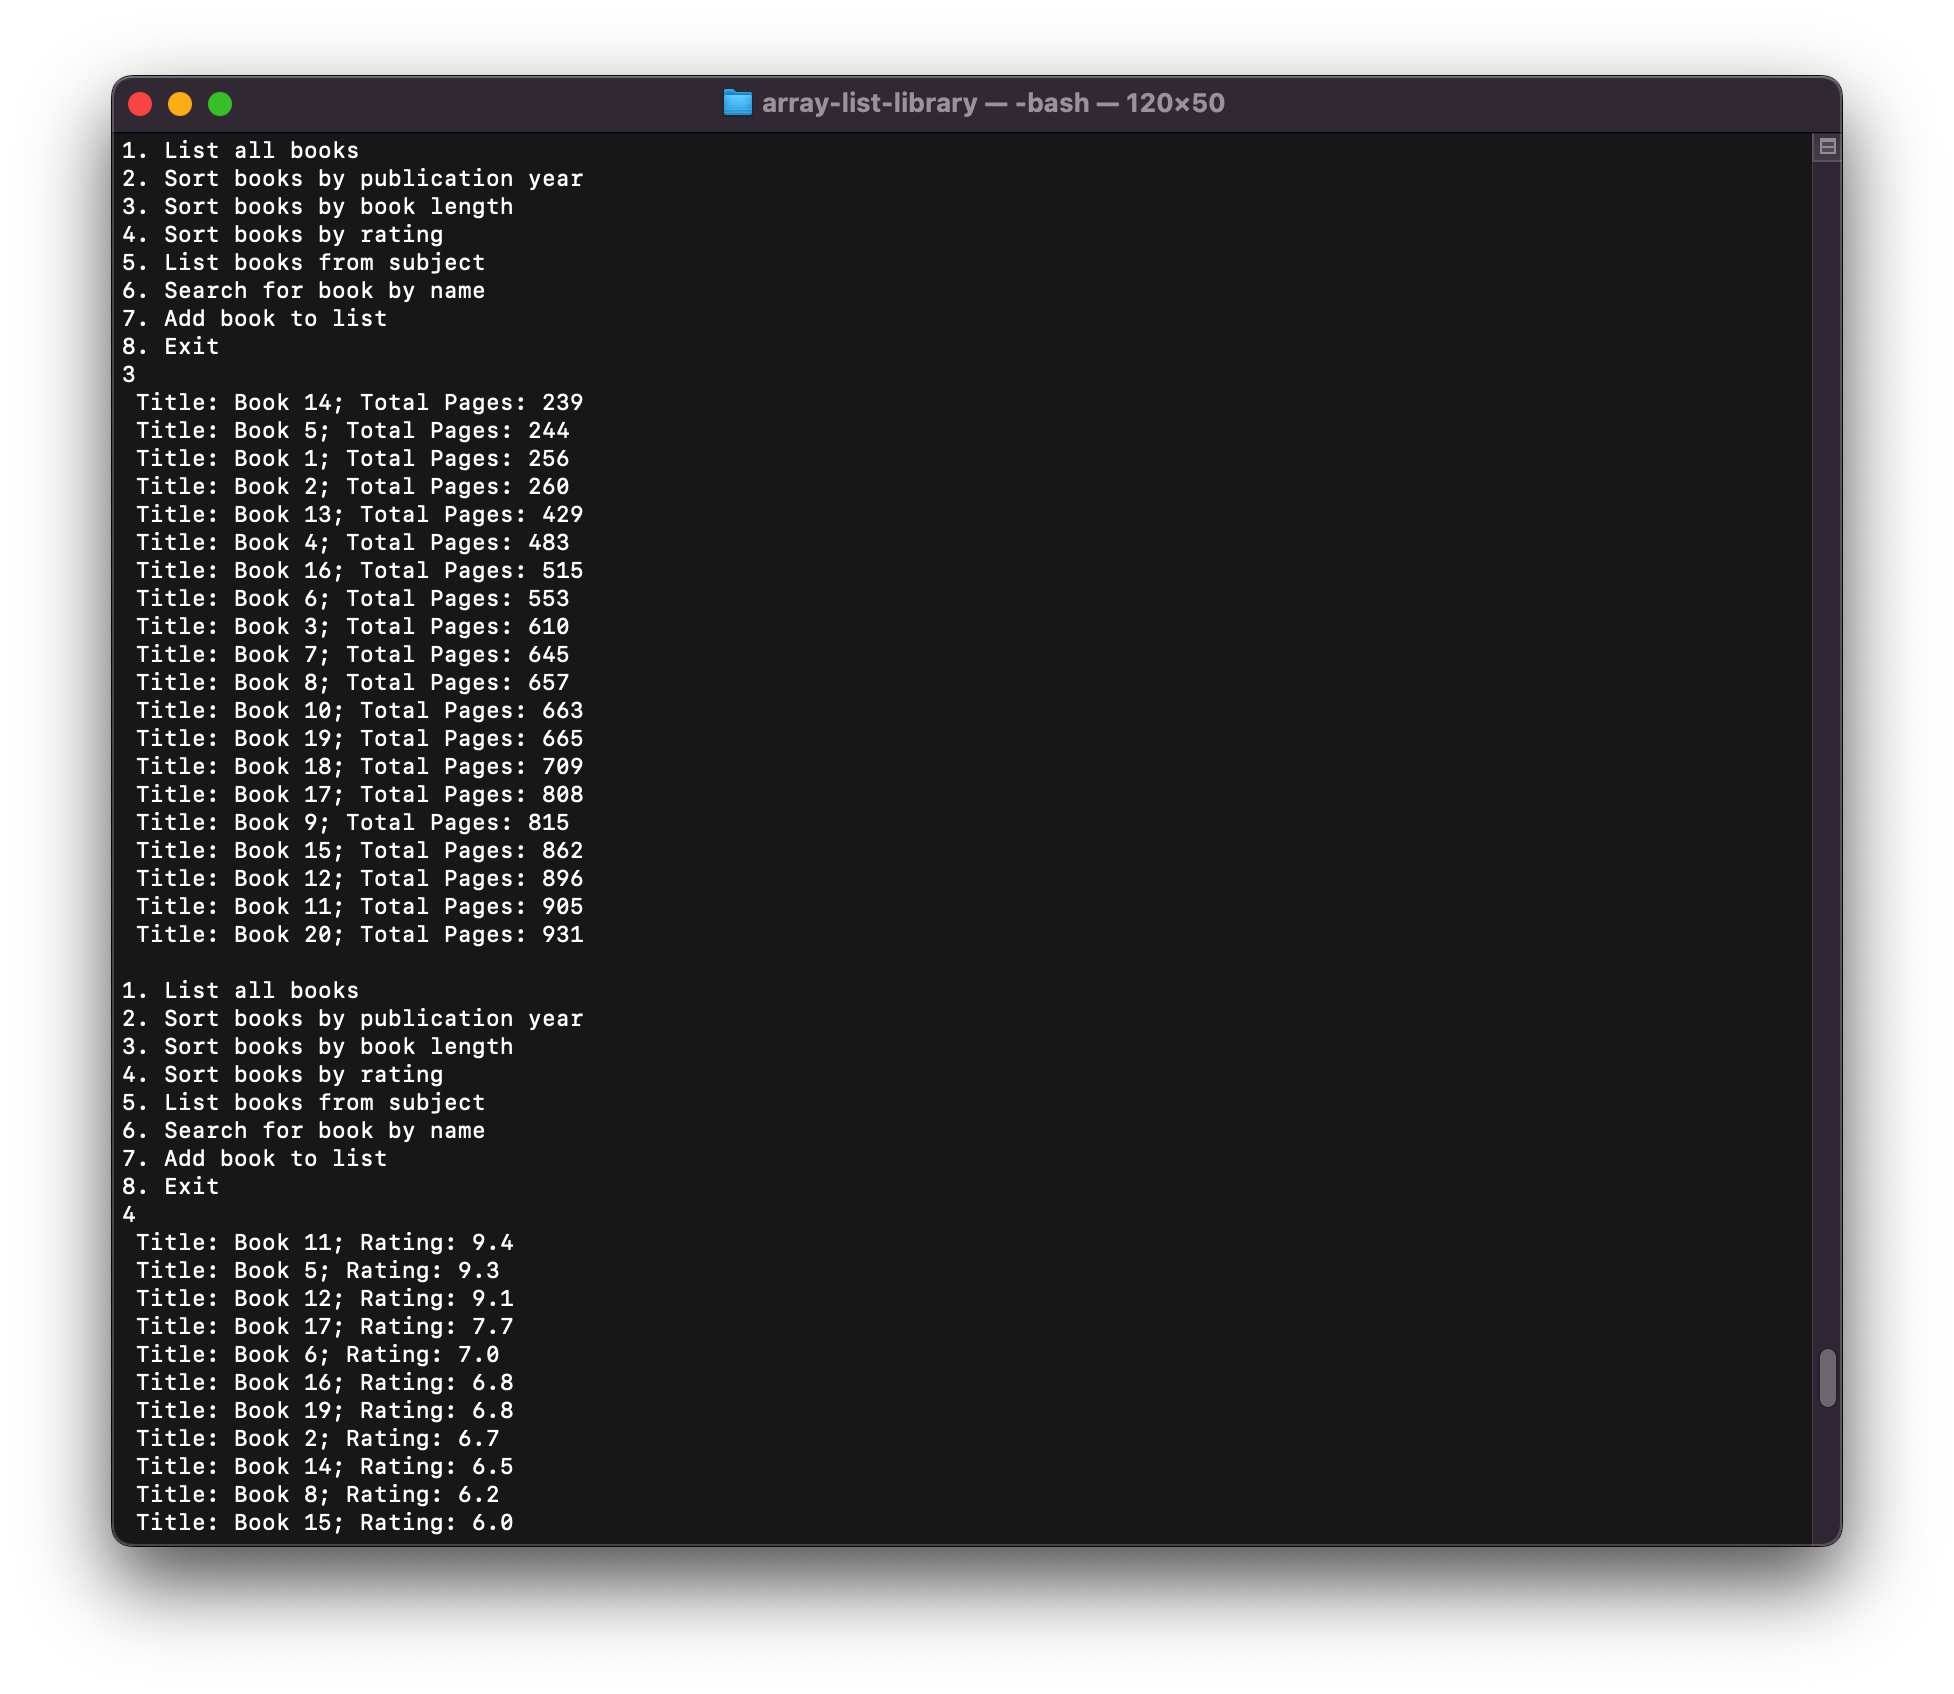 array-list-library — -bash — 120×50
1. List all books
2. Sort books by publication year
3. Sort books by book length
4. Sort books by rating
5. List books from subject
6. Search for book by name
7. Add book to list
8. Exit
3
 Title: Book 14; Total Pages: 239
 Title: Book 5; Total Pages: 244
 Title: Book 1; Total Pages: 256
 Title: Book 2; Total Pages: 260
 Title: Book 13; Total Pages: 429
 Title: Book 4; Total Pages: 483
 Title: Book 16; Total Pages: 515
 Title: Book 6; Total Pages: 553
 Title: Book 3; Total Pages: 610
 Title: Book 7; Total Pages: 645
 Title: Book 8; Total Pages: 657
 Title: Book 10; Total Pages: 663
 Title: Book 19; Total Pages: 665
 Title: Book 18; Total Pages: 709
 Title: Book 17; Total Pages: 808
 Title: Book 9; Total Pages: 815
 Title: Book 15; Total Pages: 862
 Title: Book 12; Total Pages: 896
 Title: Book 11; Total Pages: 905
 Title: Book 20; Total Pages: 931

1. List all books
2. Sort books by publication year
3. Sort books by book length
4. Sort books by rating
5. List books from subject
6. Search for book by name
7. Add book to list
8. Exit
4
 Title: Book 11; Rating: 9.4
 Title: Book 5; Rating: 9.3
 Title: Book 12; Rating: 9.1
 Title: Book 17; Rating: 7.7
 Title: Book 6; Rating: 7.0
 Title: Book 16; Rating: 6.8
 Title: Book 19; Rating: 6.8
 Title: Book 2; Rating: 6.7
 Title: Book 14; Rating: 6.5
 Title: Book 8; Rating: 6.2
 Title: Book 15; Rating: 6.0